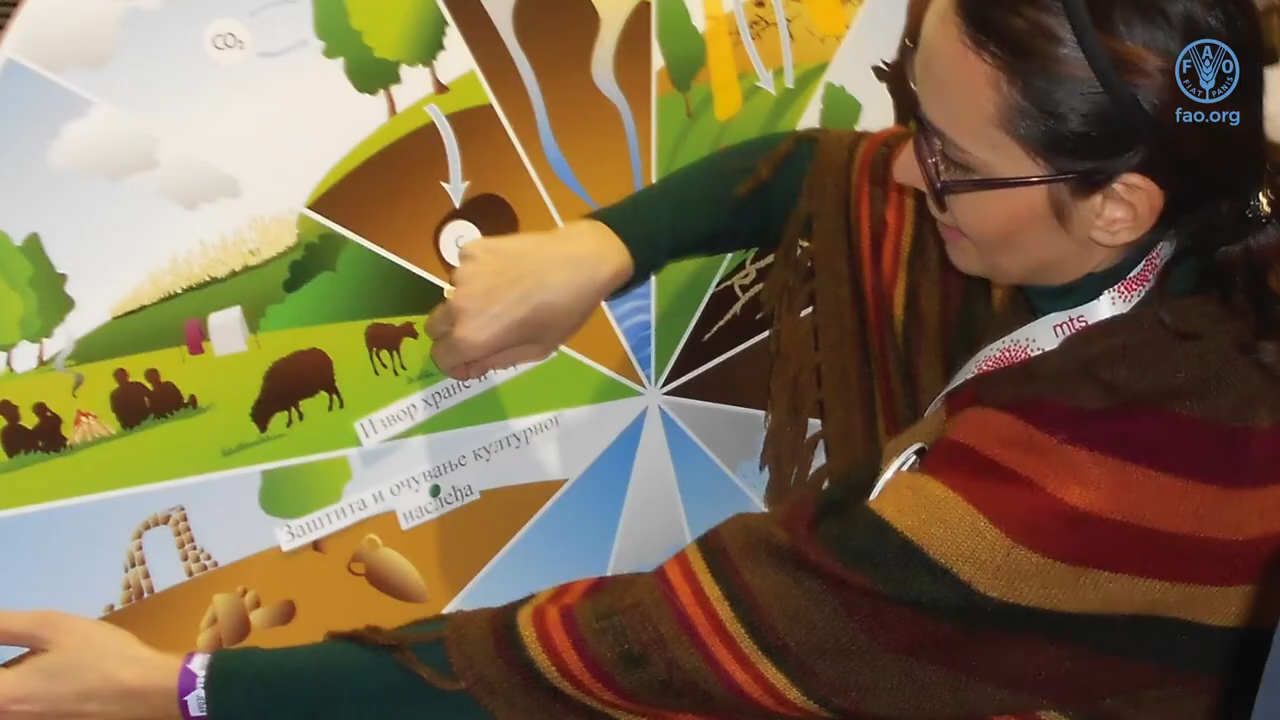 CO₂
C
F A O
FIAT PANIS
fao.org
mts
Извор хране и
Заштита и очување културног
наслеђа